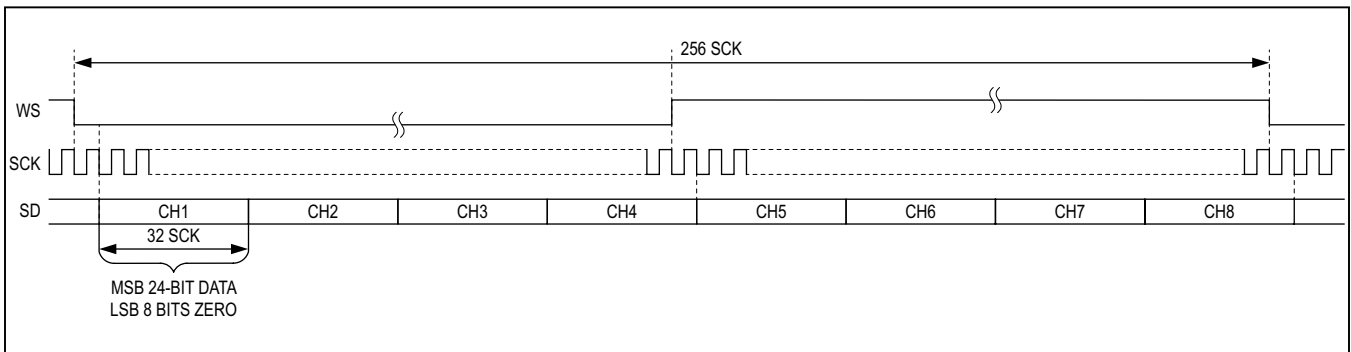 256 SCK
WS
SCK
SD
CH1 CH2 CH3 CH4 CH5 CH6 CH7 CH8
32 SCK
MSB 24-BIT DATA
LSB 8 BITS ZERO